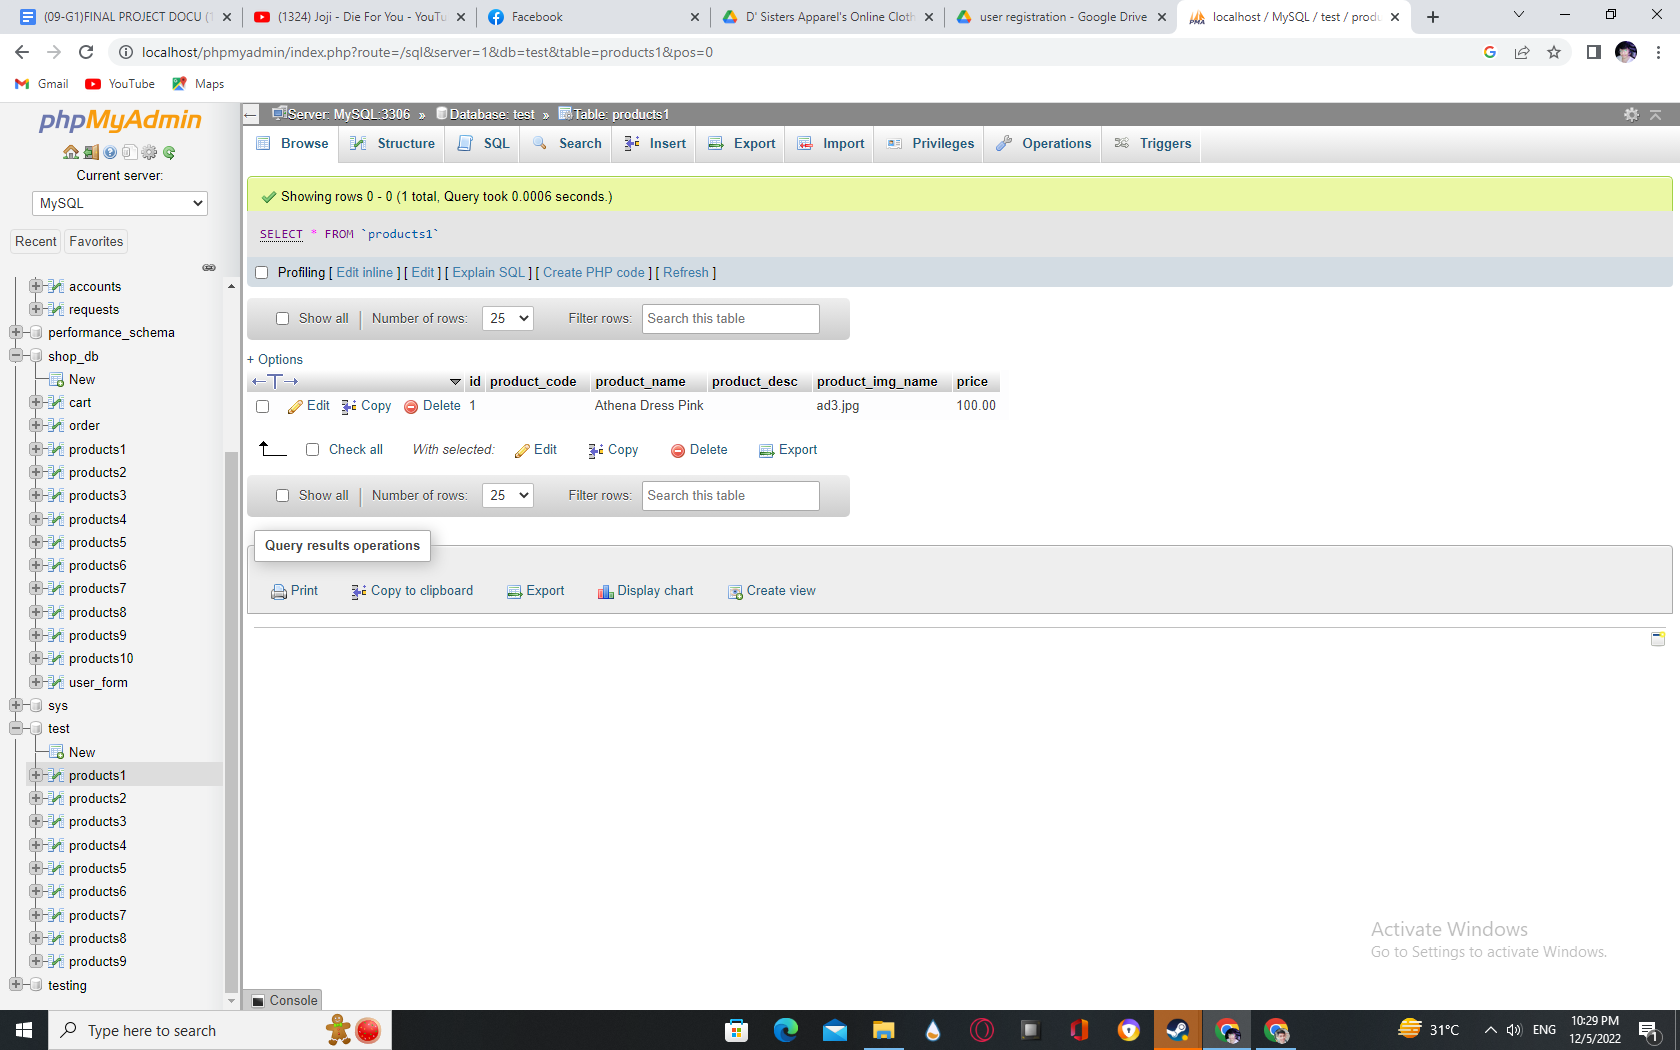 (09-G1)FINAL PROJECT DOCU (
(1324) Joji - Die For You - YouTu
Facebook
D' Sisters Apparel's Online Cloth
user registration - Google Drive
localhost / MySQL / test / produ
localhost/phpmyadmin/index.php?route=/sql&server=1&db=test&table=products1&pos=0
Gmail
YouTube
Maps
phpMyAdmin
Current server:
MySQL
Recent
Favorites
accounts
requests
performance_schema
shop_db
New
cart
order
products1
products2
products3
products4
products5
products6
products7
products8
products9
products10
user_form
sys
test
New
products1
products2
products3
products4
products5
products6
products7
products8
products9
testing
Server: MySQL:3306 » Database: test » Table: products1
Browse
Structure
SQL
Search
Insert
Export
Import
Privileges
Operations
Triggers
Showing rows 0 - 0 (1 total, Query took 0.0006 seconds.)
SELECT * FROM `products1`
Profiling [ Edit inline ] [ Edit ] [ Explain SQL ] [ Create PHP code ] [ Refresh ]
Show all | Number of rows: 25 Filter rows: Search this table
+ Options
id product_code product_name product_desc product_img_name price
Edit Copy Delete 1 Athena Dress Pink ad3.jpg 100.00
Check all With selected: Edit Copy Delete Export
Show all | Number of rows: 25 Filter rows: Search this table
Query results operations
Print Copy to clipboard Export Display chart Create view
Activate Windows
Go to Settings to activate Windows.
Console
Type here to search
31°C
ENG
10:29 PM
12/5/2022
1